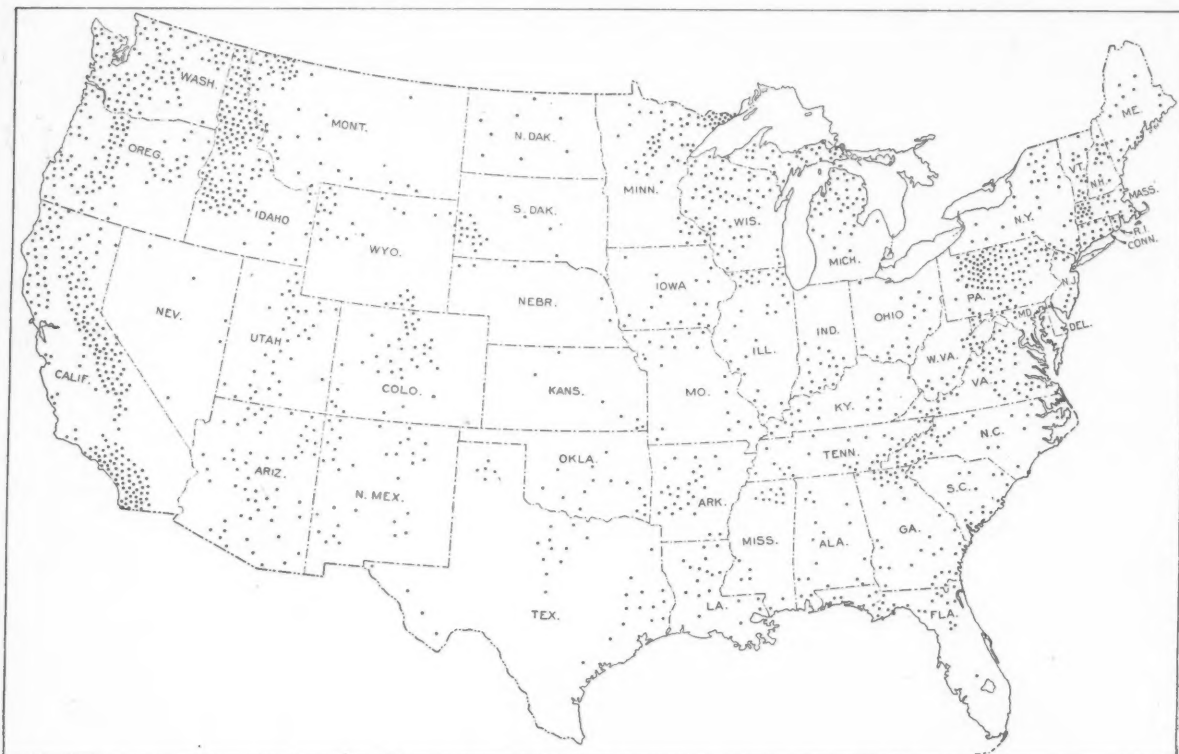 WASH.
ME.
MONT.
N. DAK.
OREG.
VT.
N.H.
MINN.
MASS.
S. DAK.
IDAHO
N.Y.
WIS.
R.I.
CONN.
WYO.
MICH.
IOWA
PA.
N.J.
NEBR.
NEV.
OHIO
MD.
IND.
DEL.
UTAH
ILL.
W.VA.
CALIF.
COLO.
KANS.
MO.
VA.
KY.
N.C.
TENN.
OKLA.
ARIZ.
S.C.
N. MEX.
ARK.
GA.
MISS.
ALA.
LA.
FLA.
TEX.